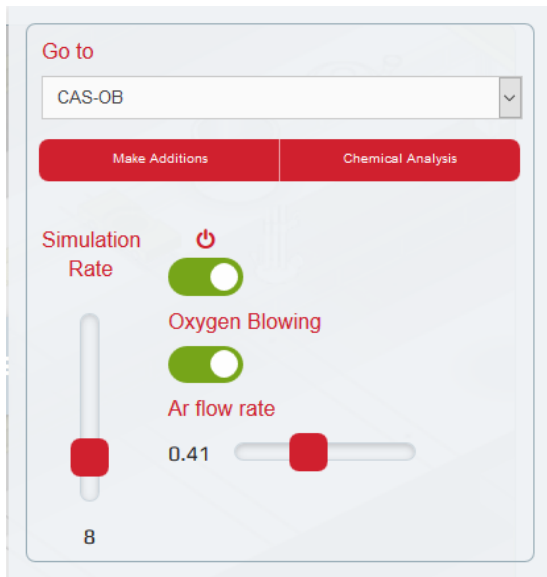 Go to
CAS-OB
Make Additions
Chemical Analysis
Simulation
Rate
Oxygen Blowing
Ar flow rate
0.41
8